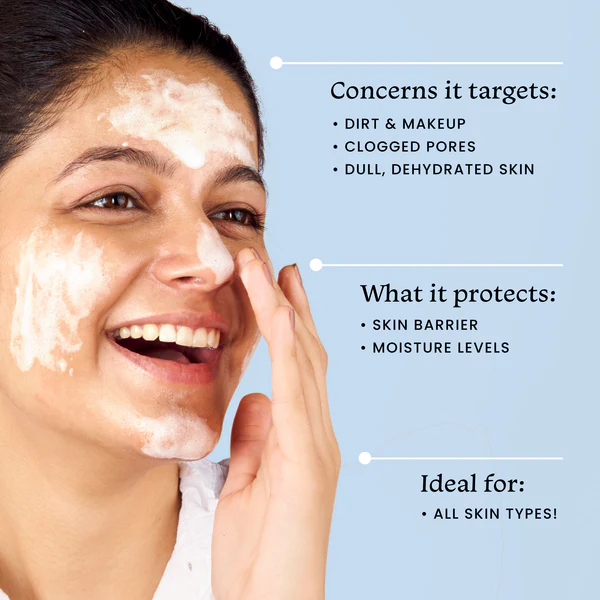 Concerns it targets:
• DIRT & MAKEUP
• CLOGGED PORES
• DULL, DEHYDRATED SKIN
What it protects:
• SKIN BARRIER
• MOISTURE LEVELS
Ideal for:
• ALL SKIN TYPES!